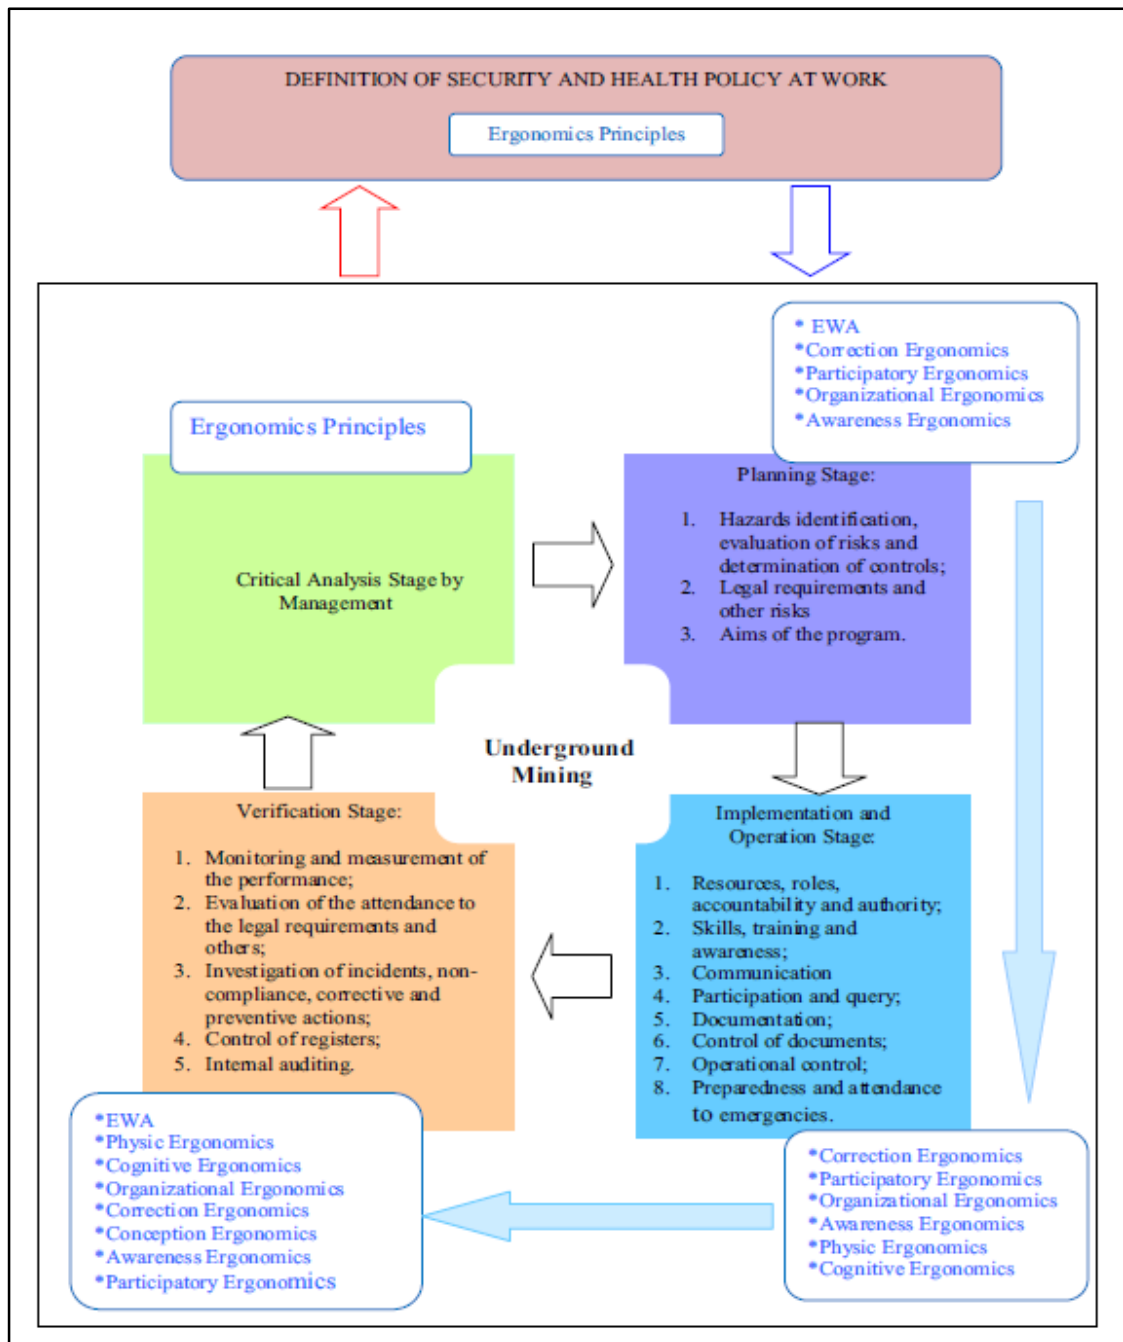 DEFINITION OF SECURITY AND HEALTH POLICY AT WORK
Ergonomics Principles
* EWA
*Correction Ergonomics
*Participatory Ergonomics
*Organizational Ergonomics
*Awareness Ergonomics
Ergonomics Principles
Critical Analysis Stage by
Management
Planning Stage:
1. Hazards identification,
evaluation of risks and
determination of controls;
2. Legal requirements and
other risks
3. Aims of the program.
Underground
Mining
Verification Stage:
1. Monitoring and measurement of
the performance;
2. Evaluation of the attendance to
the legal requirements and
others;
3. Investigation of incidents, non-
compliance, corrective and
preventive actions;
4. Control of registers;
5. Internal auditing.
Implementation and
Operation Stage:
1. Resources, roles,
accountability and authority;
2. Skills, training and
awareness;
3. Communication
4. Participation and query;
5. Documentation;
6. Control of documents;
7. Operational control;
8. Preparedness and attendance
to emergencies.
*EWA
*Physic Ergonomics
*Cognitive Ergonomics
*Organizational Ergonomics
*Correction Ergonomics
*Conception Ergonomics
*Awareness Ergonomics
*Participatory Ergonomics
*Correction Ergonomics
*Participatory Ergonomics
*Organizational Ergonomics
*Awareness Ergonomics
*Physic Ergonomics
*Cognitive Ergonomics